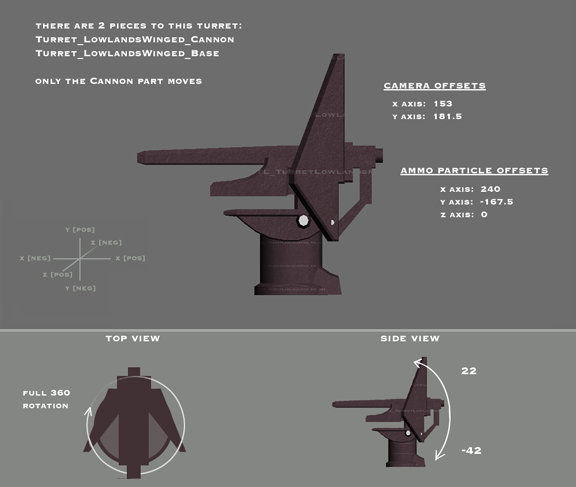 THERE ARE 2 PIECES TO THIS TURRET:
TURRET_LOWLANDSWINGED_CANNON
TURRET_LOWLANDSWINGED_BASE
ONLY THE CANNON PART MOVES
CAMERA OFFSETS
X AXIS: 153
Y AXIS: 181.5
AMMO PARTICLE OFFSETS
X AXIS: 240
Y AXIS: -167.5
Z AXIS: 0
Y [POS]
Z [NEG]
X [NEG]
X [POS]
Z [POS]
Y [NEG]
TOP VIEW
SIDE VIEW
FULL 360
ROTATION
22
-42